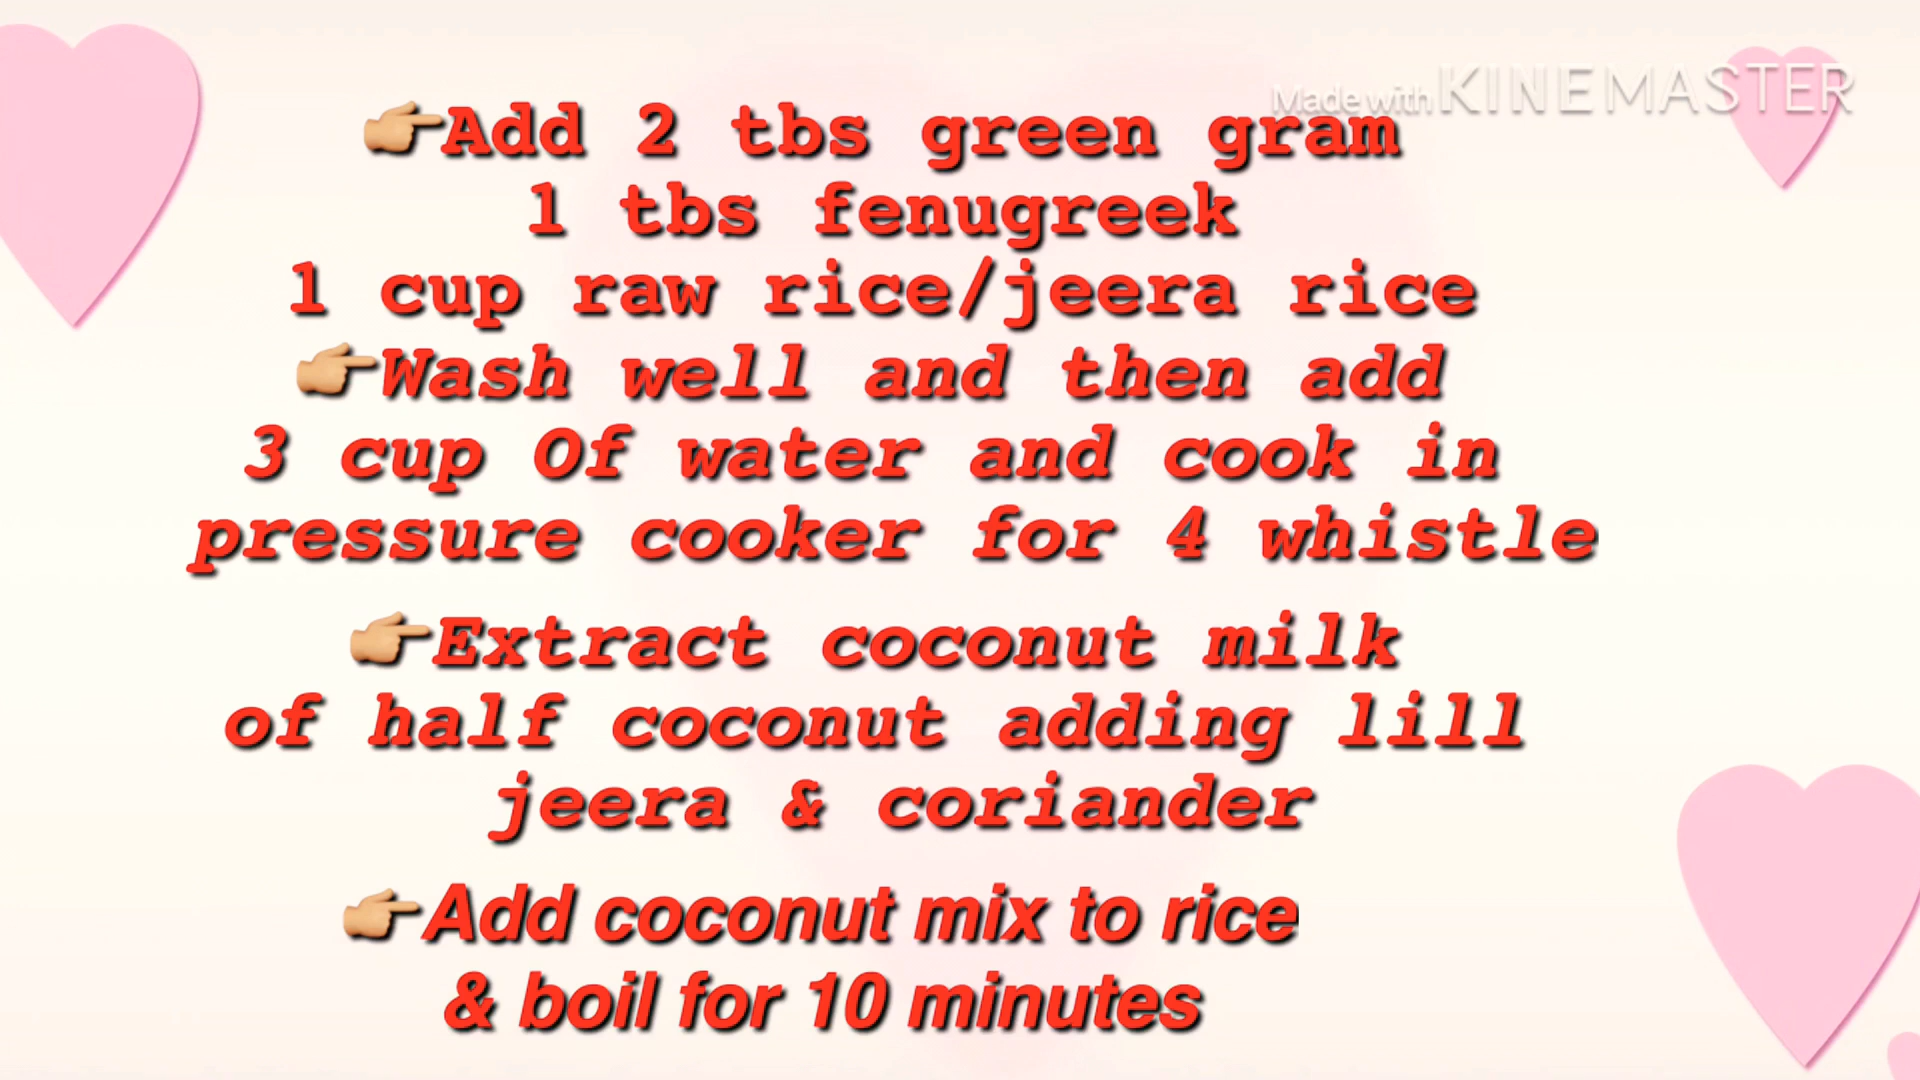 Made with KINEMASTER
👉🏼Add 2 tbs green gram
1 tbs fenugreek
1 cup raw rice/jeera rice
👉🏼Wash well and then add
3 cup Of water and cook in
pressure cooker for 4 whistle
👉🏼Extract coconut milk
of half coconut adding lill
jeera & coriander
👉🏼Add coconut mix to rice
& boil for 10 minutes